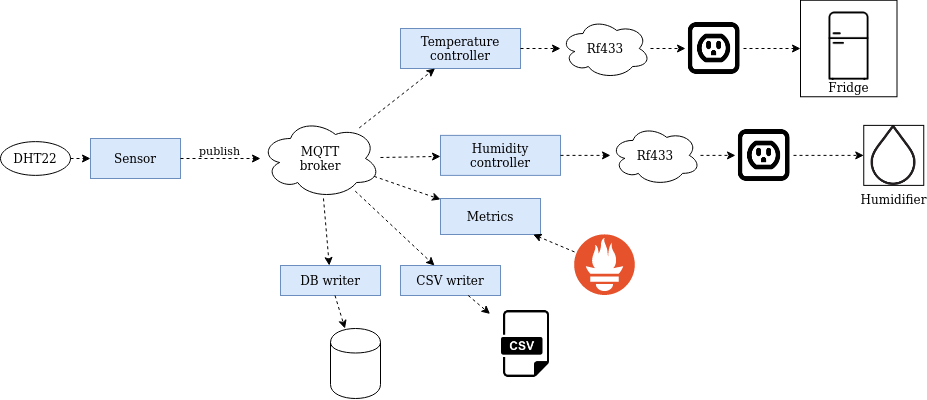 Temperature
controller
Rf433
Fridge
DHT22
Sensor
publish
MQTT
broker
Humidity
controller
Rf433
Humidifier
Metrics
DB writer
CSV writer
CSV